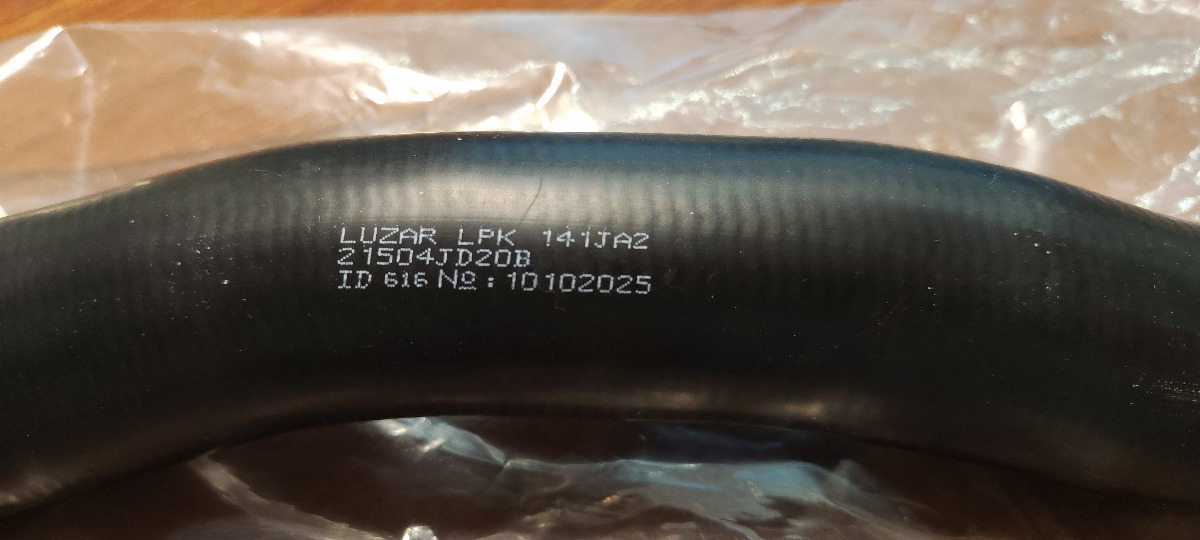 LUZAR LPK 141JA2
21504JD20B
ID 616 №: 10102025